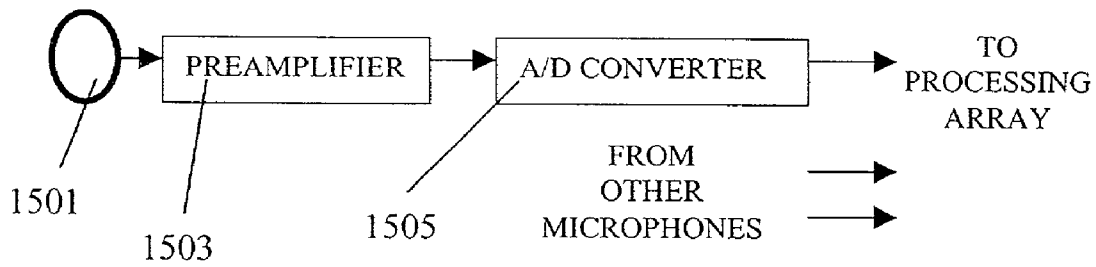 PREAMPLIFIER
A/D CONVERTER
TO
PROCESSING
ARRAY
FROM
OTHER
MICROPHONES
1501
1503
1505